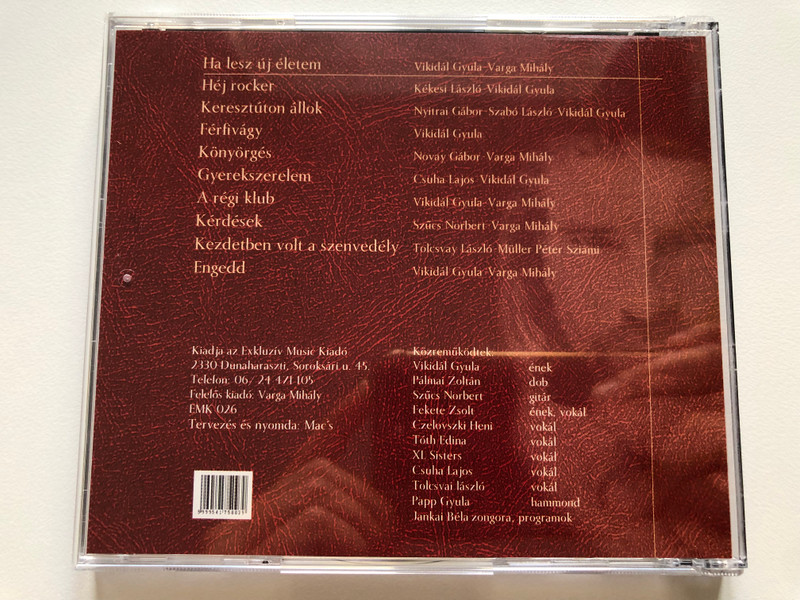 Ha lesz új életem Vikidál Gyula-Varga Mihály
Héj rocker Kékesi László-Vikidál Gyula
Keresztúton állok Nyitrai Gábor-Szabó László-Vikidál Gyula
Férfivágy Vikidál Gyula
Könyörgés Novay Gábor-Varga Mihály
Gyerekszerelem Csuha Lajos-Vikidál Gyula
A régi klub Vikidál Gyula-Varga Mihály
Kérdések Szűcs Norbert-Varga Mihály
Kezdetben volt a szenvedély Tolcsvay László-Müller Péter Sziámi
Engedd Vikidál Gyula-Varga Mihály
Kiadja az Exkluzív Music Kiadó
2330 Dunaharaszti, Soroksári u. 45.
Telefon: 06/ 24 471-105
Felelős kiadó: Varga Mihály
EMK 026
Tervezés és nyomda: Mac's
Közreműködtek:
Vikidál Gyula ének
Pálmai Zoltán dob
Szűcs Norbert gitár
Fekete Zsolt ének, vokál
Czelovszki Heni vokál
Tóth Edina vokál
XL Sisters vokál
Csuha Lajos vokál
Tolcsvai lászló vokál
Papp Gyula hammond
Jankai Béla zongora, programok